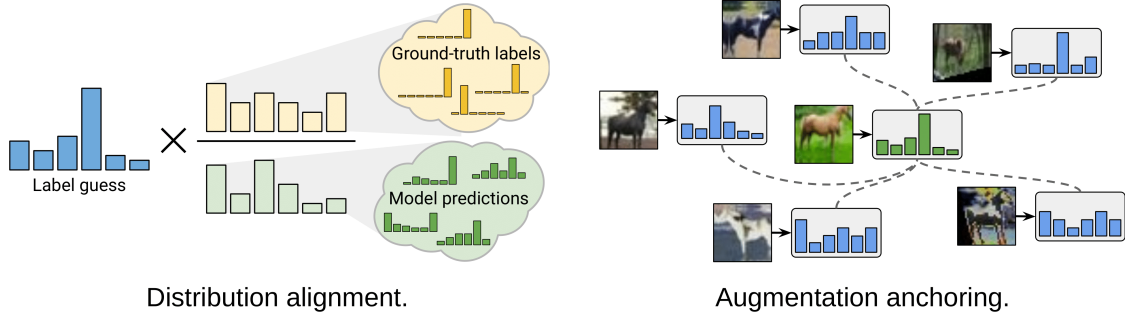 Ground-truth labels
Label guess
Model predictions
Distribution alignment.
Augmentation anchoring.